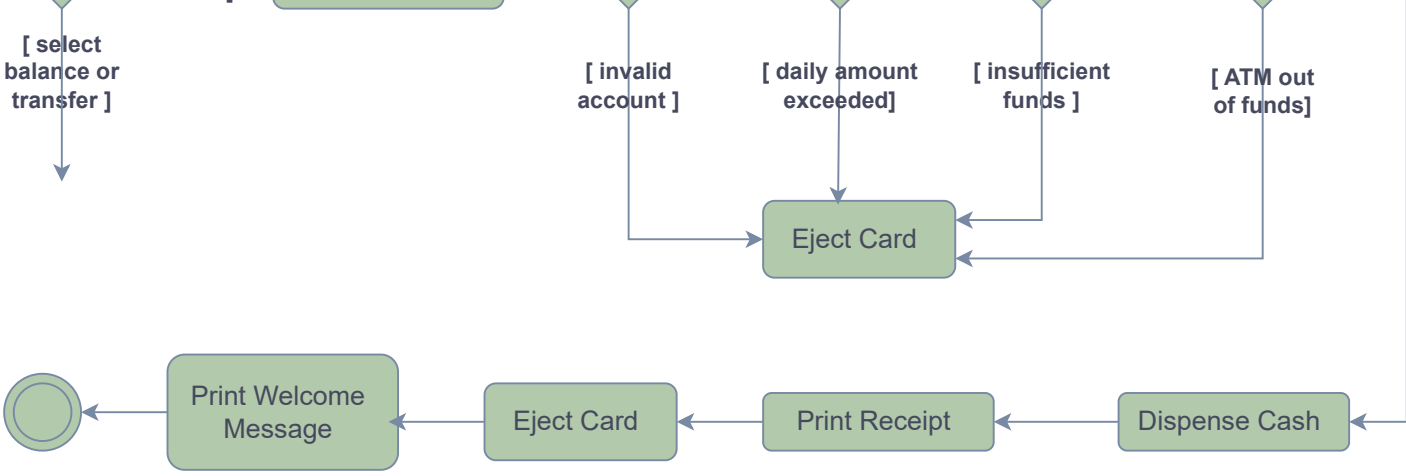 [
[ select
balance or
transfer ]
[ invalid
account ]
[ daily amount
exceeded]
[ insufficient
funds ]
[ ATM out
of funds]
Eject Card
Print Welcome
Message
Eject Card
Print Receipt
Dispense Cash